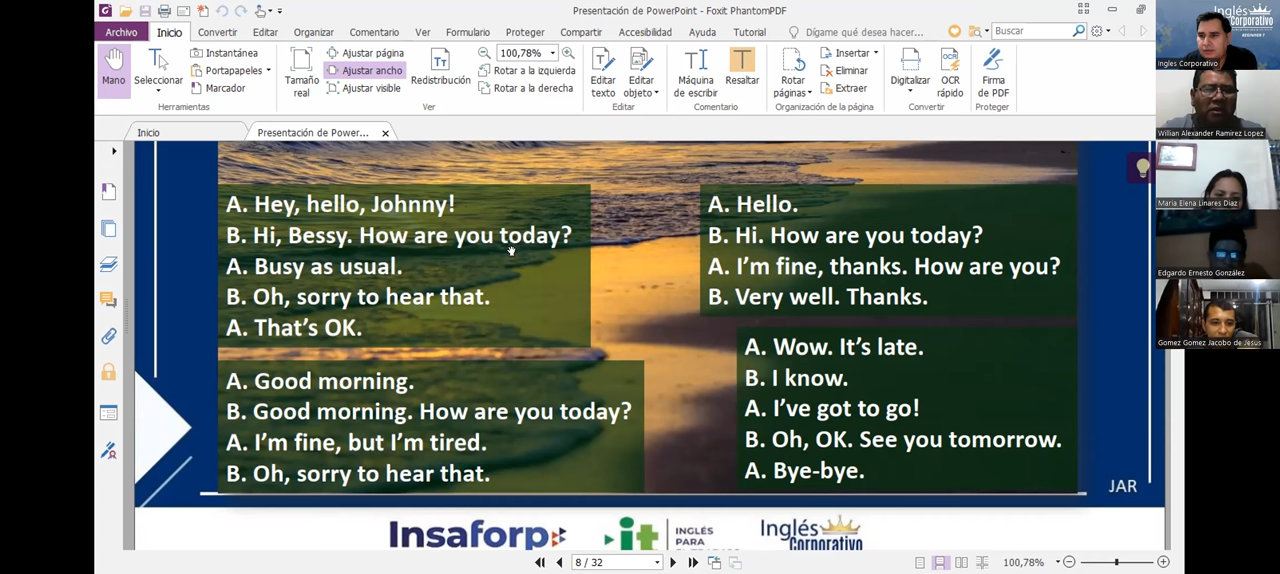 Presentación de PowerPoint - Foxit PhantomPDF
Archivo Inicio Convertir Editar Organizar Comentario Ver Formulario Proteger Compartir Accesibilidad Ayuda Tutorial Dígame qué desea hacer... Buscar
Mano
Seleccionar
Instantánea
Portapapeles
Marcador
Herramientas
Tamaño real
Ajustar página
Ajustar ancho
Ajustar visible
Redistribución
100,78%
Rotar a la izquierda
Rotar a la derecha
Ver
Editar texto
Editar objeto
Editar
Máquina de escribir
Resaltar
Comentario
Rotar páginas
Insertar
Eliminar
Extraer
Organización de la página
Digitalizar
OCR rápido
Convertir
Firma de PDF
Proteger
Inicio
Presentación de Power...
A. Hey, hello, Johnny!
B. Hi, Bessy. How are you today?
A. Busy as usual.
B. Oh, sorry to hear that.
A. That's OK.
A. Good morning.
B. Good morning. How are you today?
A. I'm fine, but I'm tired.
B. Oh, sorry to hear that.
A. Hello.
B. Hi. How are you today?
A. I'm fine, thanks. How are you?
B. Very well. Thanks.
A. Wow. It's late.
B. I know.
A. I've got to go!
B. Oh, OK. See you tomorrow.
A. Bye-bye.
JAR
Insaforp
it
INGLÉS
PARA
Inglés
Corporativo
8 / 32
100,78%
Inglés
Corporativo
Ingles Corporativo
Willian Alexander Ramirez Lopez
Maria Elena Linares Diaz
Edgardo Ernesto González
Gomez Gomez Jacobo de Jesus